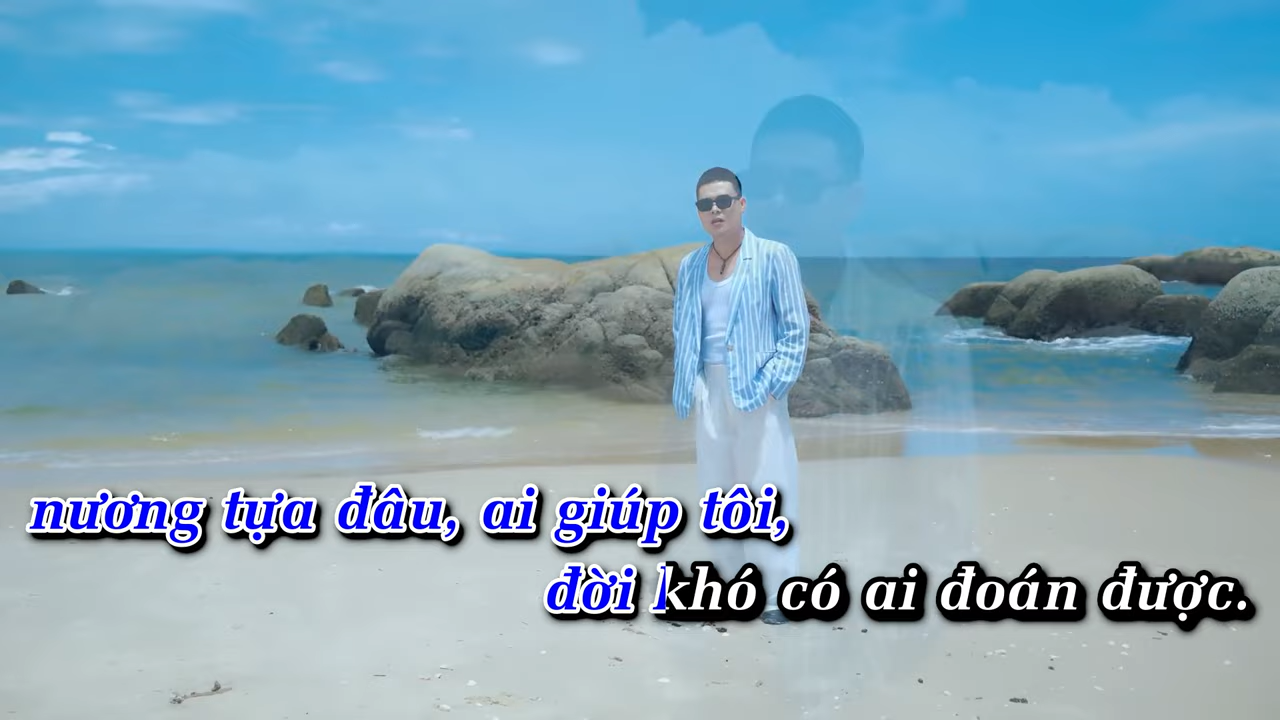 nương tựa đâu, ai giúp tôi,
đời khó có ai đoán được.